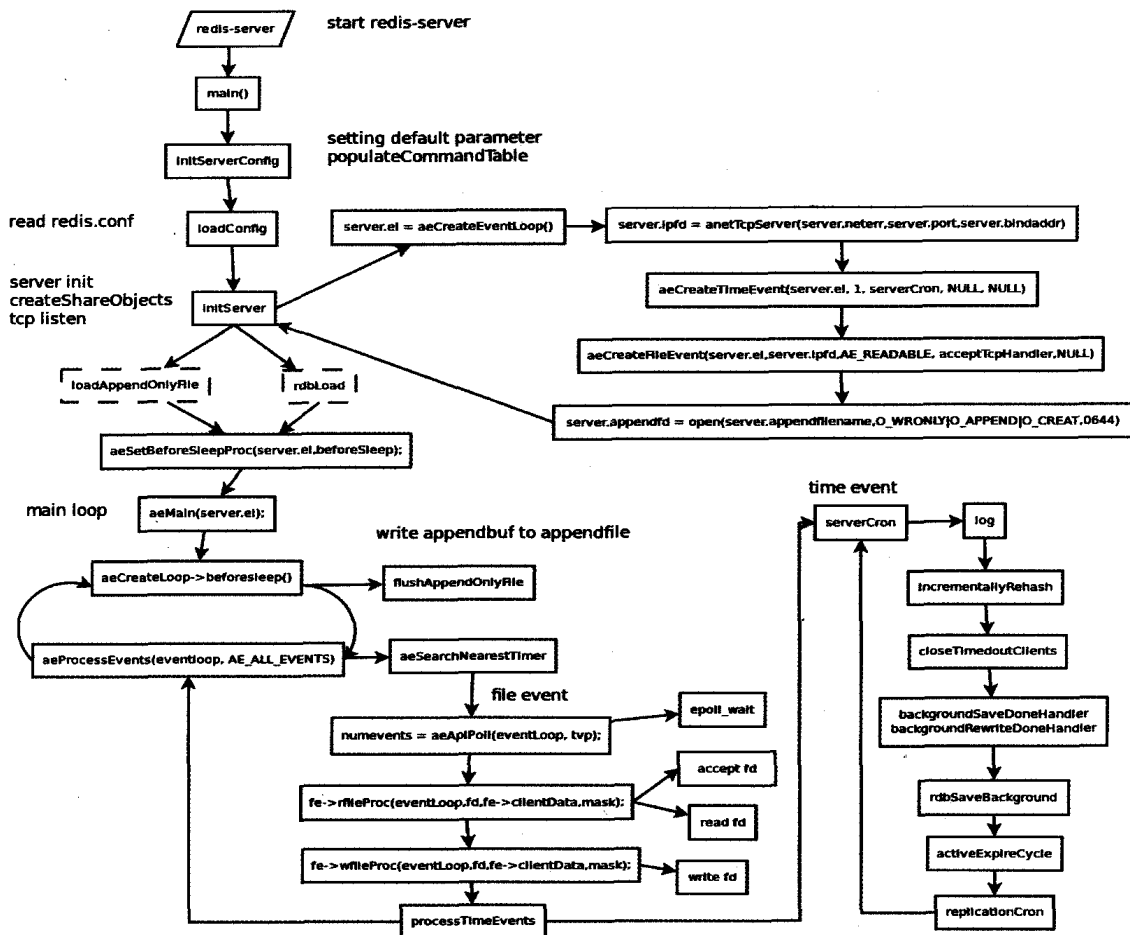 redis-server
start redis-server
main()
setting default parameter
populateCommandTable
initServerConfig
read redis.conf
loadConfig
server.el = aeCreateEventLoop()
server.ipfd = anetTcpServer(server.neterr,server.port,server.bindaddr)
server init
createShareObjects
tcp listen
initServer
aeCreateTimeEvent(server.el, 1, serverCron, NULL, NULL)
aeCreateFileEvent(server.el,server.ipfd,AE_READABLE, acceptTcpHandler,NULL)
loadAppendOnlyFile
rdbLoad
server.appendfd = open(server.appendfilename,O_WRONLY|O_APPEND|O_CREAT,0644)
aeSetBeforeSleepProc(server.el,beforeSleep);
main loop
aeMain(server.el);
time event
serverCron
log
write appendbuf to appendfile
aeCreateLoop->beforesleep()
flushAppendOnlyFile
incrementallyRehash
aeProcessEvents(eventloop, AE_ALL_EVENTS)
aeSearchNearestTimer
closeTimedoutClients
file event
epoll_wait
numevents = aeApiPoll(eventLoop, tvp);
backgroundSaveDoneHandler
backgroundRewriteDoneHandler
accept fd
fe->rfileProc(eventLoop,fd,fe->clientData,mask);
read fd
rdbSaveBackground
fe->wfileProc(eventLoop,fd,fe->clientData,mask);
write fd
activeExpireCycle
processTimeEvents
replicationCron